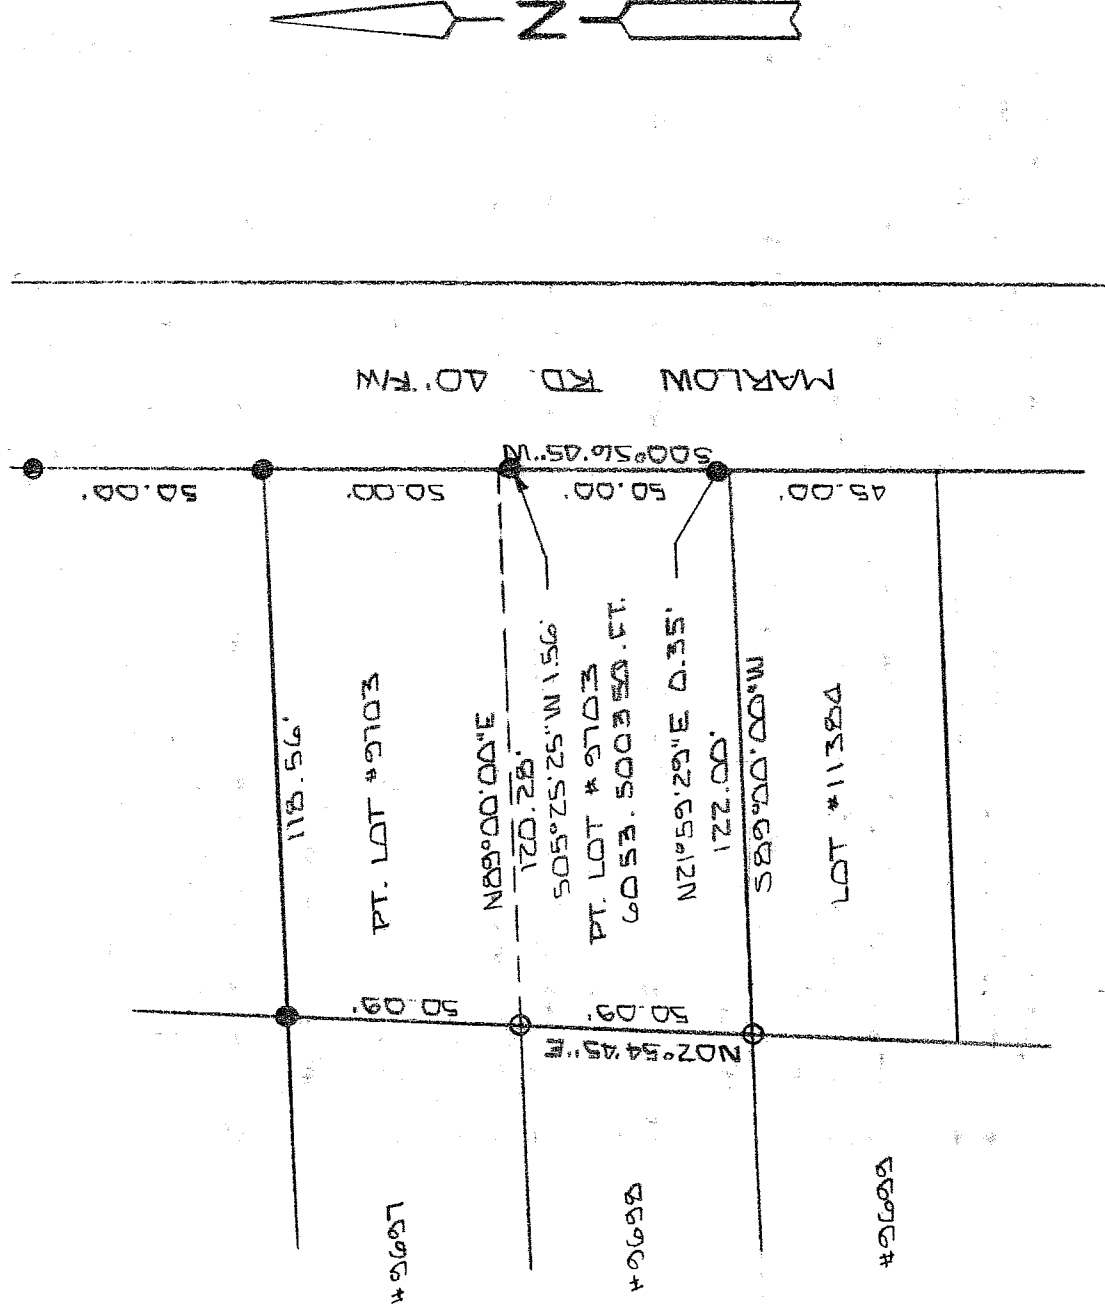 N
MARLOW RD. 40' R/W
S00°56'45"W
50.00'
50.00'
50.00'
45.00'
118.56'
PT. LOT #9703
N89°00'00"E
120.28'
S05°25'25"W 1.56'
PT. LOT # 9703
6053.5003 SQ. FT.
N21°59'29"E 0.35'
122.00'
S89°00'00"W
LOT #11384
50.09'
50.09'
N02°54'45"E
#9697
#9698
#9699